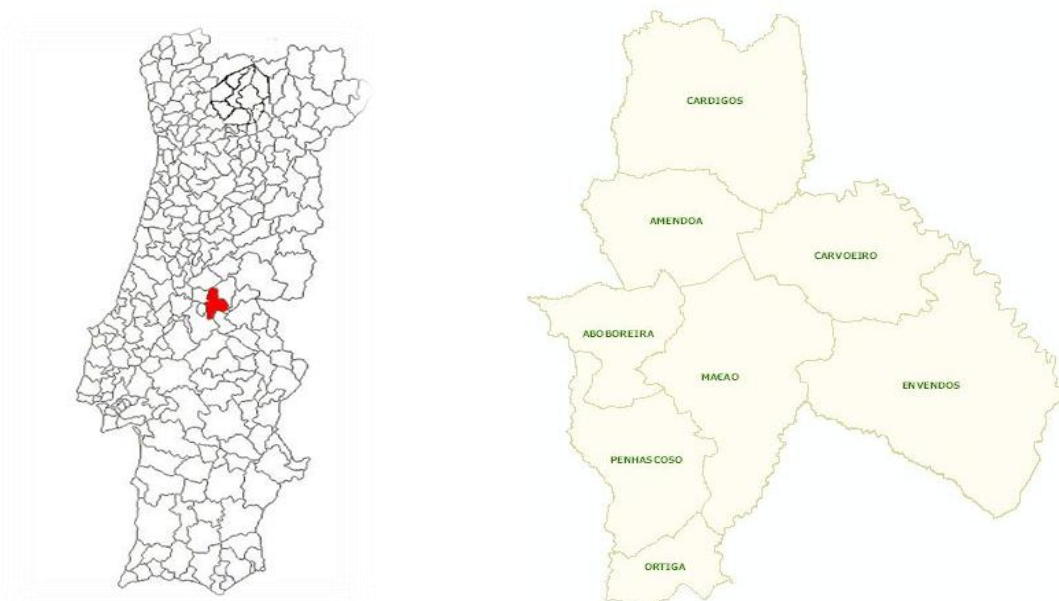 CARDIGOS
AMENDOA
CARVOEIRO
ABOBOREIRA
MACAO
ENVENDOS
PENHASCOSO
ORTIGA